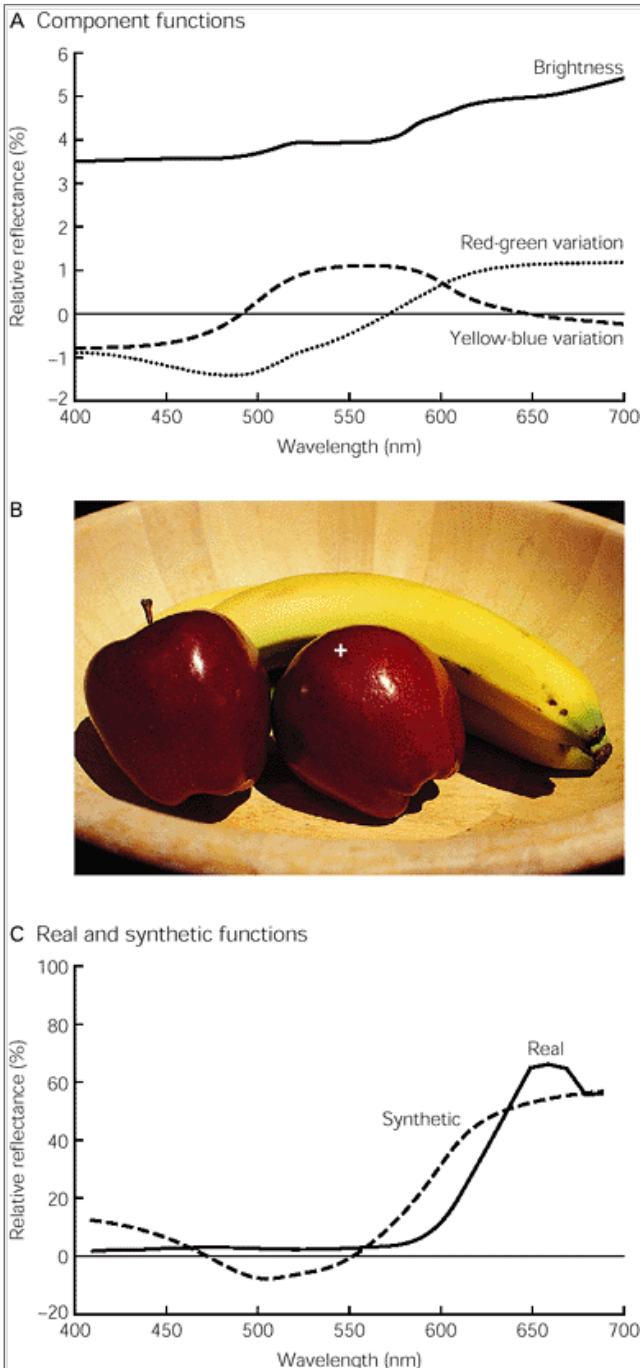 A Component functions
Relative reflectance (%)
6
5
4
3
2
1
0
–1
–2
Brightness
Red-green variation
Yellow-blue variation
400 450 500 550 600 650 700
Wavelength (nm)
B
C Real and synthetic functions
Relative reflectance (%)
100
80
60
40
20
0
–20
Real
Synthetic
400 450 500 550 600 650 700
Wavelength (nm)